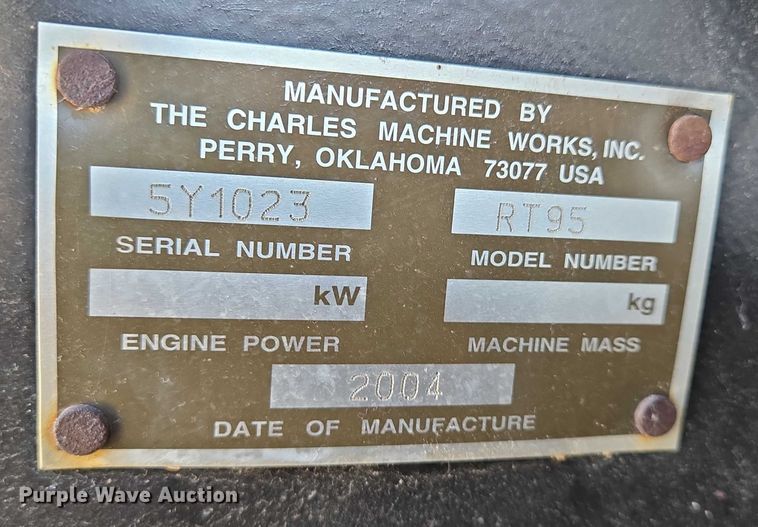 MANUFACTURED BY
THE CHARLES MACHINE WORKS, INC.
PERRY, OKLAHOMA 73077 USA
5Y1023 RT95
SERIAL NUMBER MODEL NUMBER
kW kg
ENGINE POWER MACHINE MASS
2004
DATE OF MANUFACTURE
Purple Wave Auction